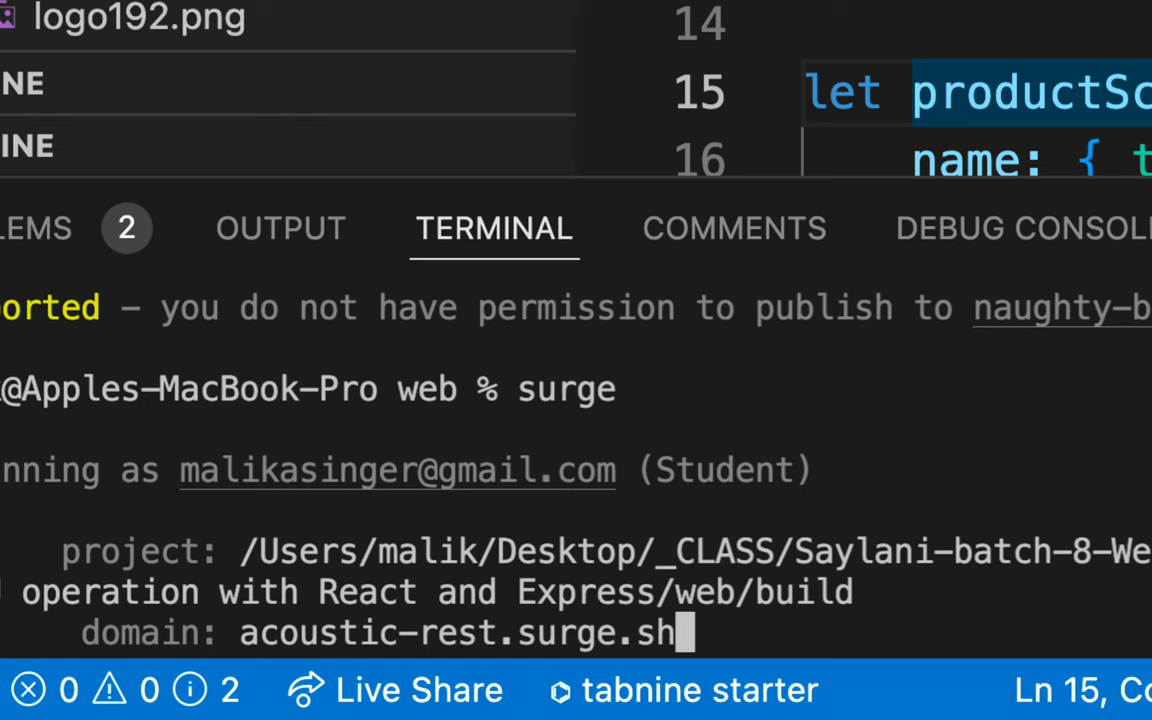 logo192.png
14
NE
15 let productSc
INE
16 name: { t
LEMS 2 OUTPUT TERMINAL COMMENTS DEBUG CONSOL
orted – you do not have permission to publish to naughty-b
@Apples-MacBook-Pro web % surge
nning as malikasinger@gmail.com (Student)
project: /Users/malik/Desktop/_CLASS/Saylani-batch-8-We
operation with React and Express/web/build
domain: acoustic-rest.surge.sh
0 0 2 Live Share tabnine starter Ln 15, Co